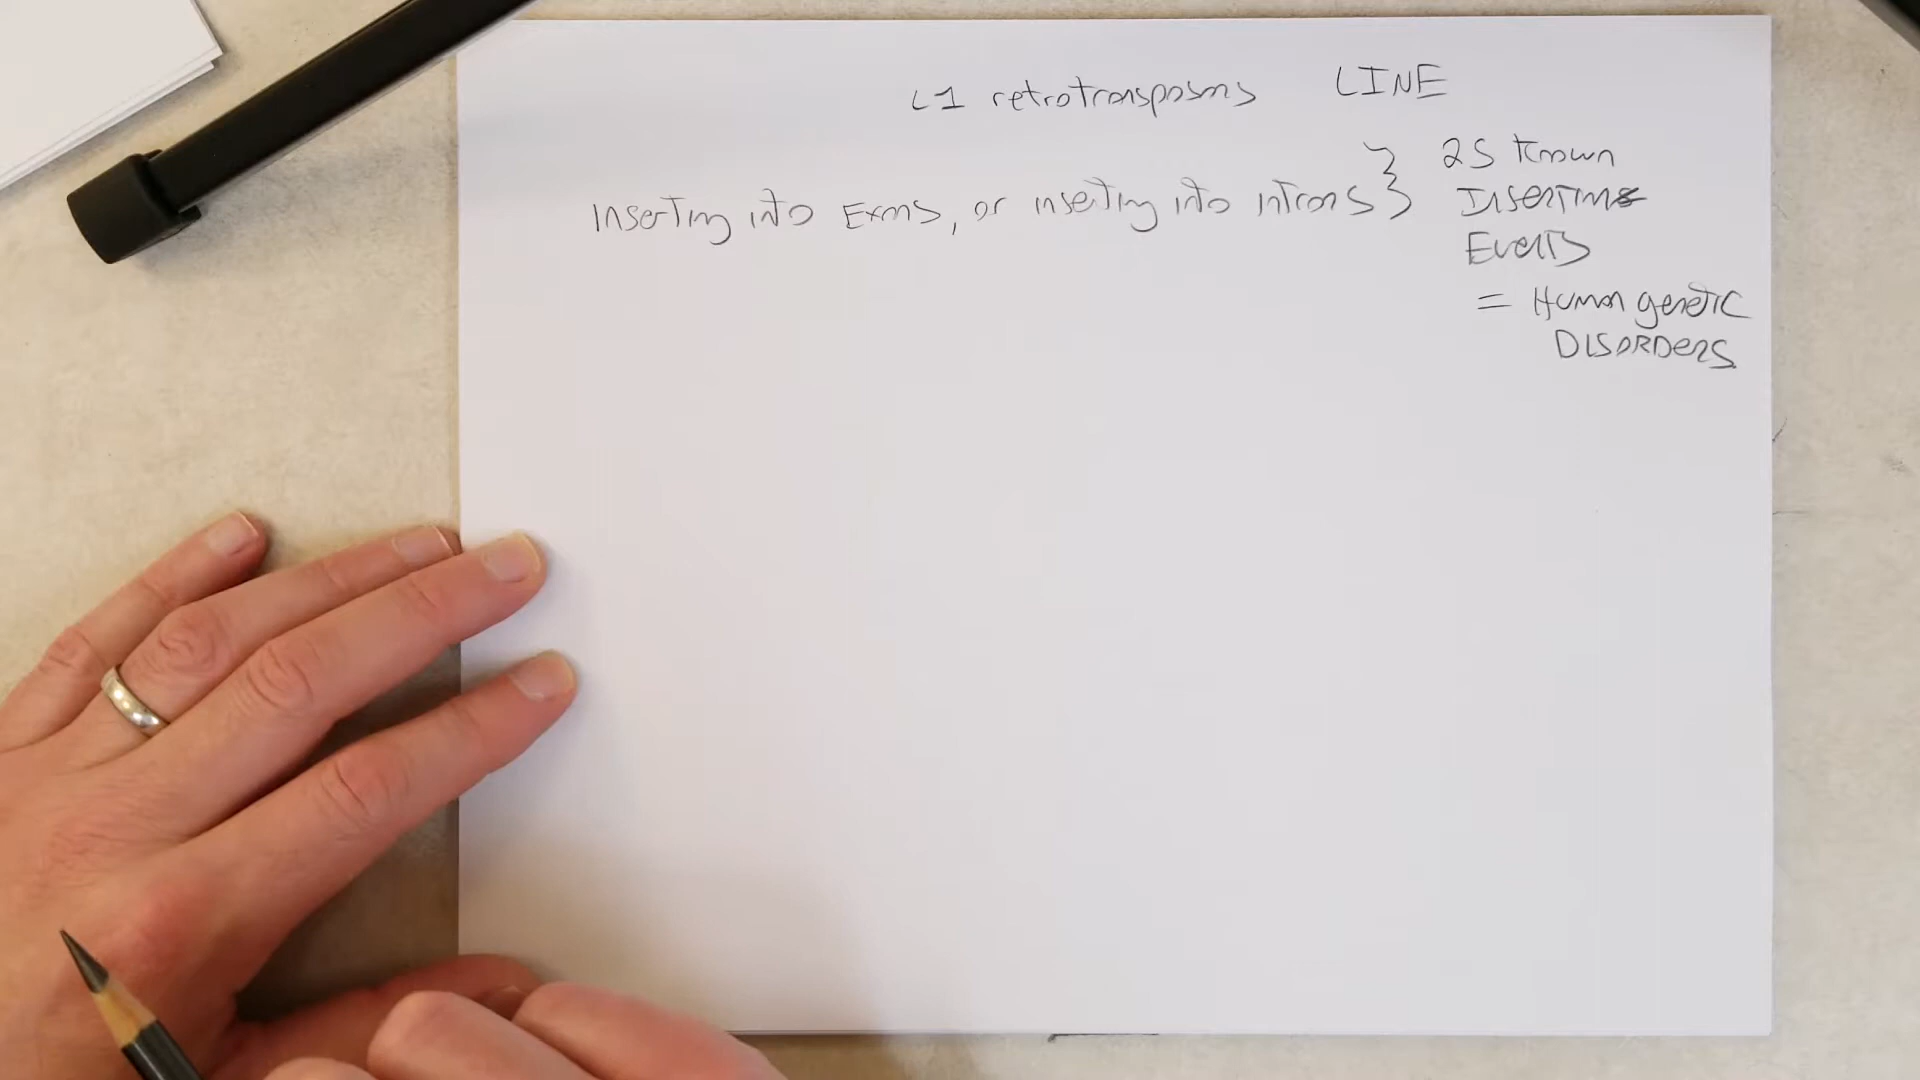 L1 retrotransposons LINE
Inserting into Exons, or inserting into introns } 25 known
Insertions
Events
= Human genetic
DISORDERS